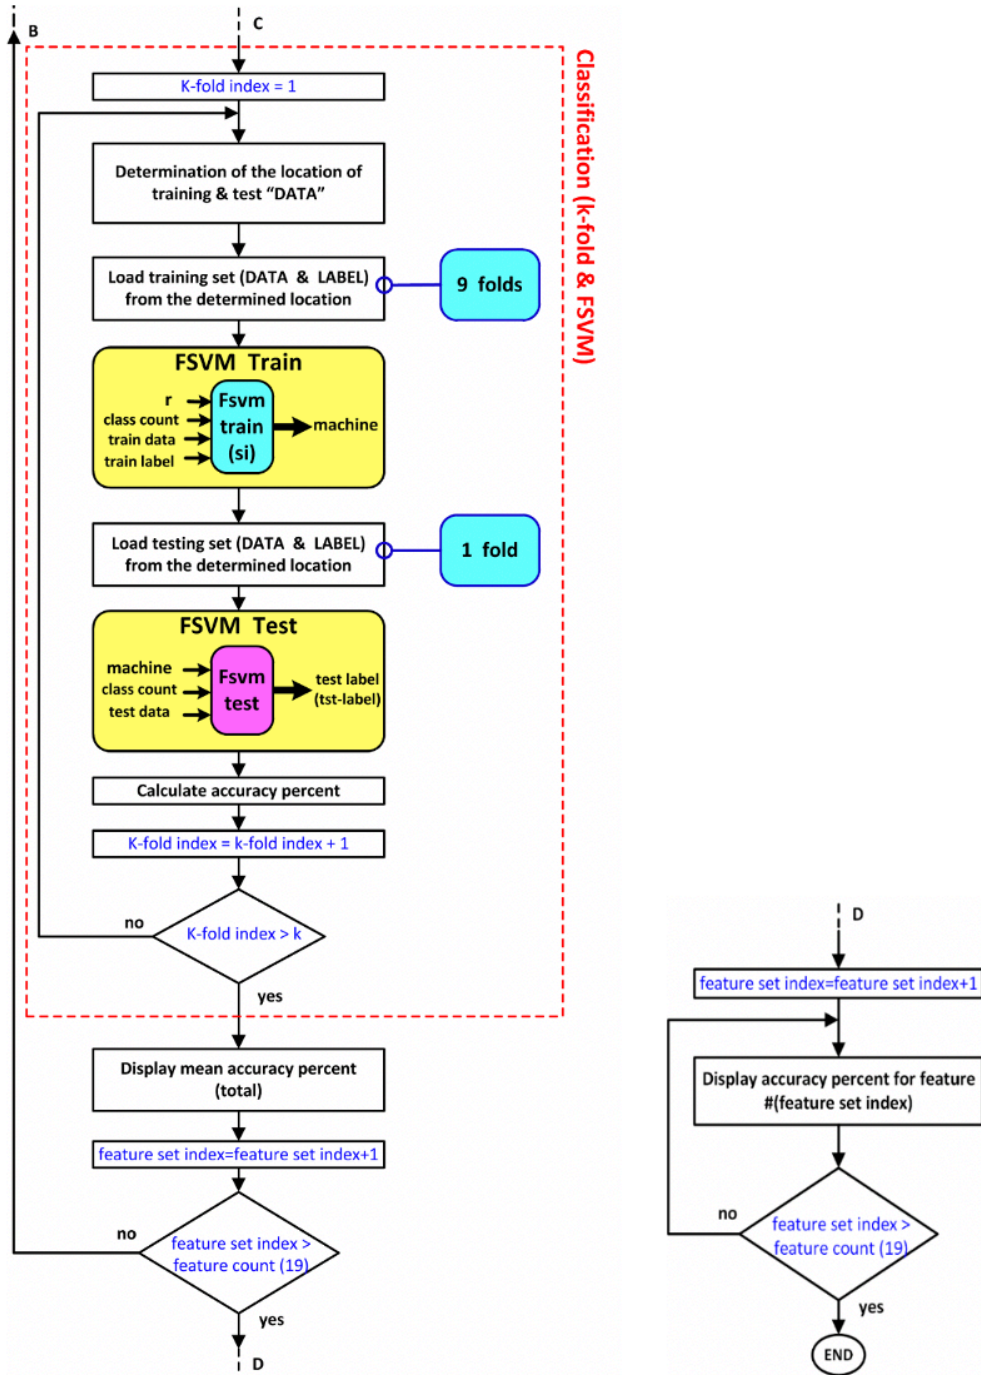 B
C
K-fold index = 1
Determination of the location of
training & test “DATA”
Load training set (DATA & LABEL)
from the determined location
9 folds
FSVM Train
r
class count
train data
train label
Fsvm
train
(si)
machine
Load testing set (DATA & LABEL)
from the determined location
1 fold
FSVM Test
machine
class count
test data
Fsvm
test
test label
(tst-label)
Calculate accuracy percent
K-fold index = k-fold index + 1
no
K-fold index > k
yes
Classification (k-fold & FSVM)
Display mean accuracy percent
(total)
feature set index=feature set index+1
no
feature set index >
feature count (19)
yes
D
D
feature set index=feature set index+1
Display accuracy percent for feature
#(feature set index)
no
feature set index >
feature count (19)
yes
END